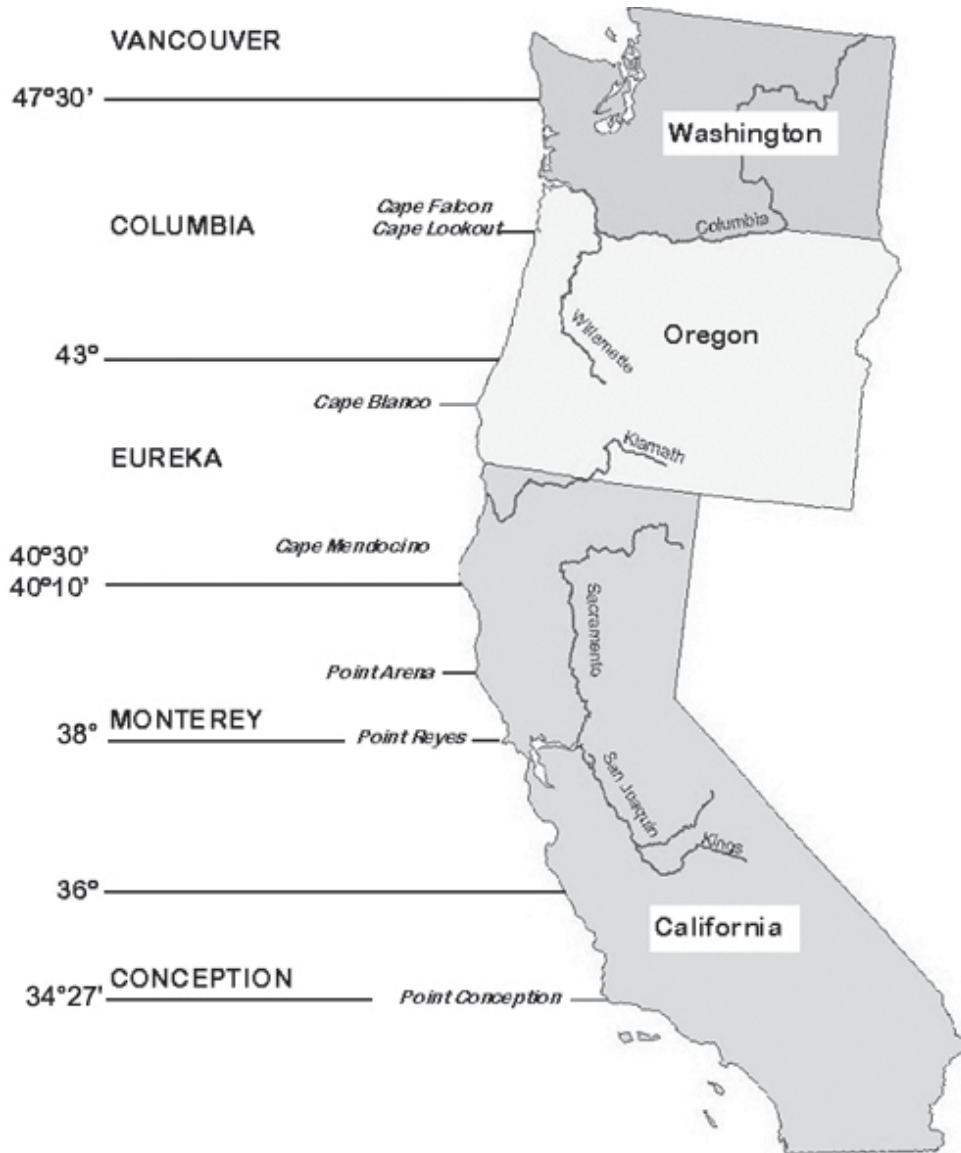 VANCOUVER
47°30'
Washington
Cape Falcon
COLUMBIA
Cape Lookout
Columbia
Oregon
Willamette
43°
Cape Blanco
EUREKA
Klamath
Cape Mendocino
40°30'
40°10'
Sacramento
Point Arena
MONTEREY
38°
Point Reyes
San Joaquin
Kings
36°
California
CONCEPTION
34°27'
Point Conception